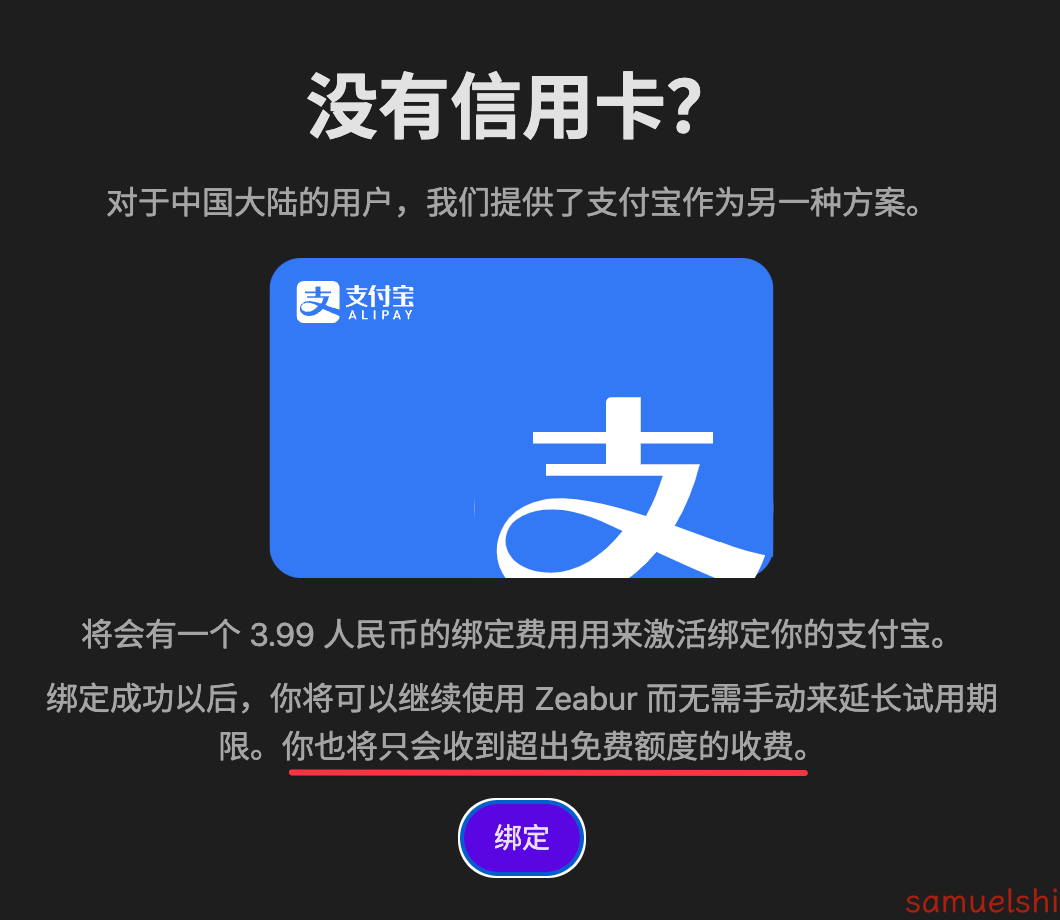 没有信用卡?
对于中国大陆的用户，我们提供了支付宝作为另一种方案。
支 支付宝
ALIPAY
支
将会有一个 3.99 人民币的绑定费用用来激活绑定你的支付宝。
绑定成功以后，你将可以继续使用 Zeabur 而无需手动来延长试用期
限。你也将只会收到超出免费额度的收费。
绑定
samuelshi